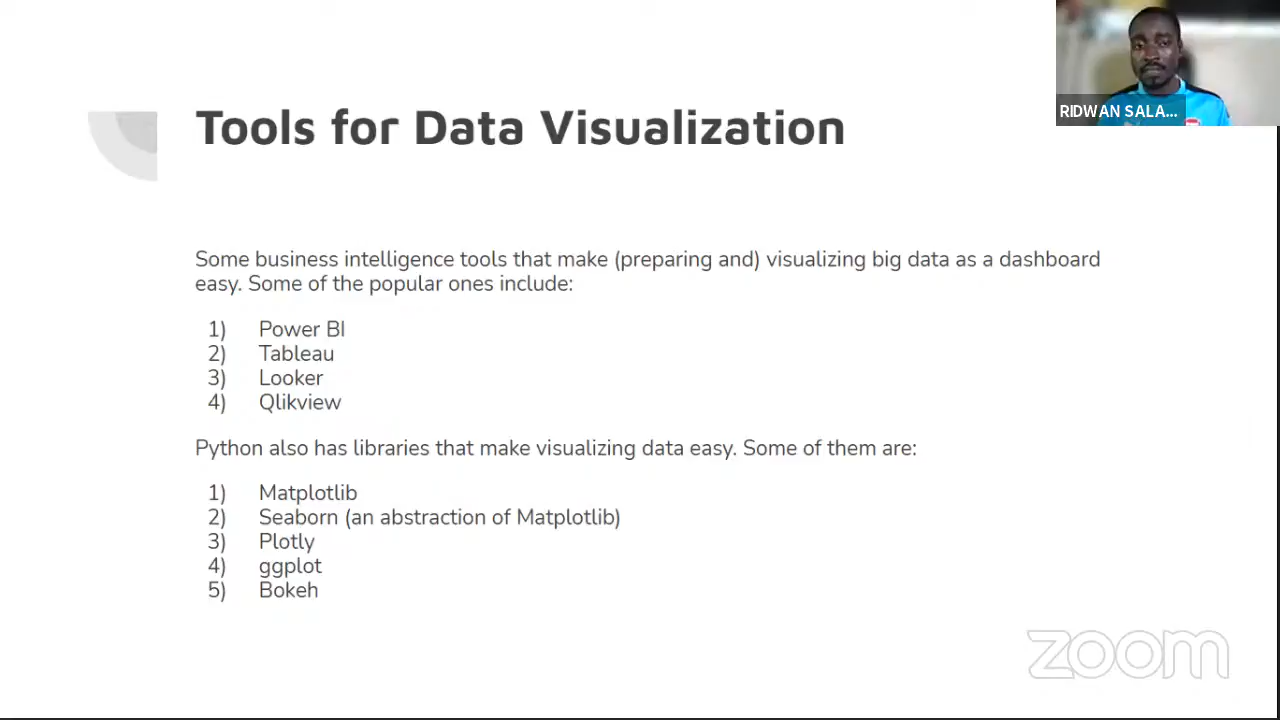 Tools for Data Visualization
RIDWAN SALA...
Some business intelligence tools that make (preparing and) visualizing big data as a dashboard
easy. Some of the popular ones include:
1) Power BI
2) Tableau
3) Looker
4) Qlikview
Python also has libraries that make visualizing data easy. Some of them are:
1) Matplotlib
2) Seaborn (an abstraction of Matplotlib)
3) Plotly
4) ggplot
5) Bokeh
zoom